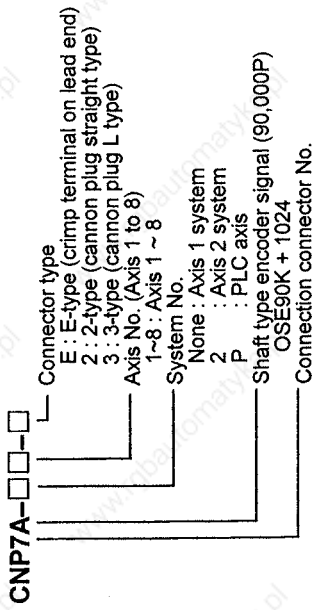 CNP7A-□□-□
Connector type
E : E-type (crimp terminal on lead end)
2 : 2-type (cannon plug straight type)
3 : 3-type (cannon plug L type)
Axis No. (Axis 1 to 8)
1~8 : Axis 1 ~ 8
System No.
None : Axis 1 system
2 : Axis 2 system
P : PLC axis
Shaft type encoder signal (90,000P)
OSE90K + 1024
Connection connector No.